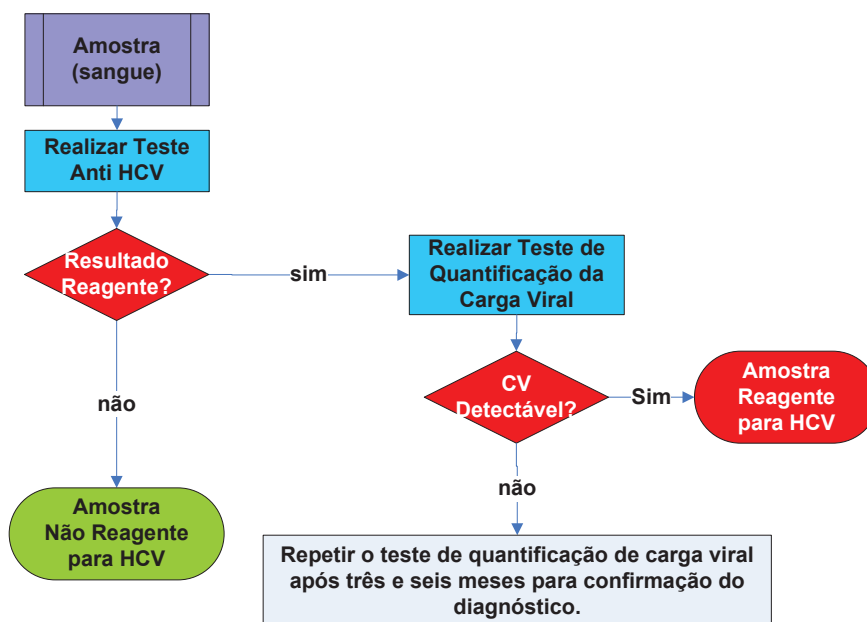 Amostra
(sangue)
Realizar Teste
Anti HCV
Resultado
Reagente?
sim
Realizar Teste de
Quantificação da
Carga Viral
CV
Detectável?
Sim
Amostra
Reagente
para HCV
não
não
Amostra
Não Reagente
para HCV
Repetir o teste de quantificação de carga viral
após três e seis meses para confirmação do
diagnóstico.